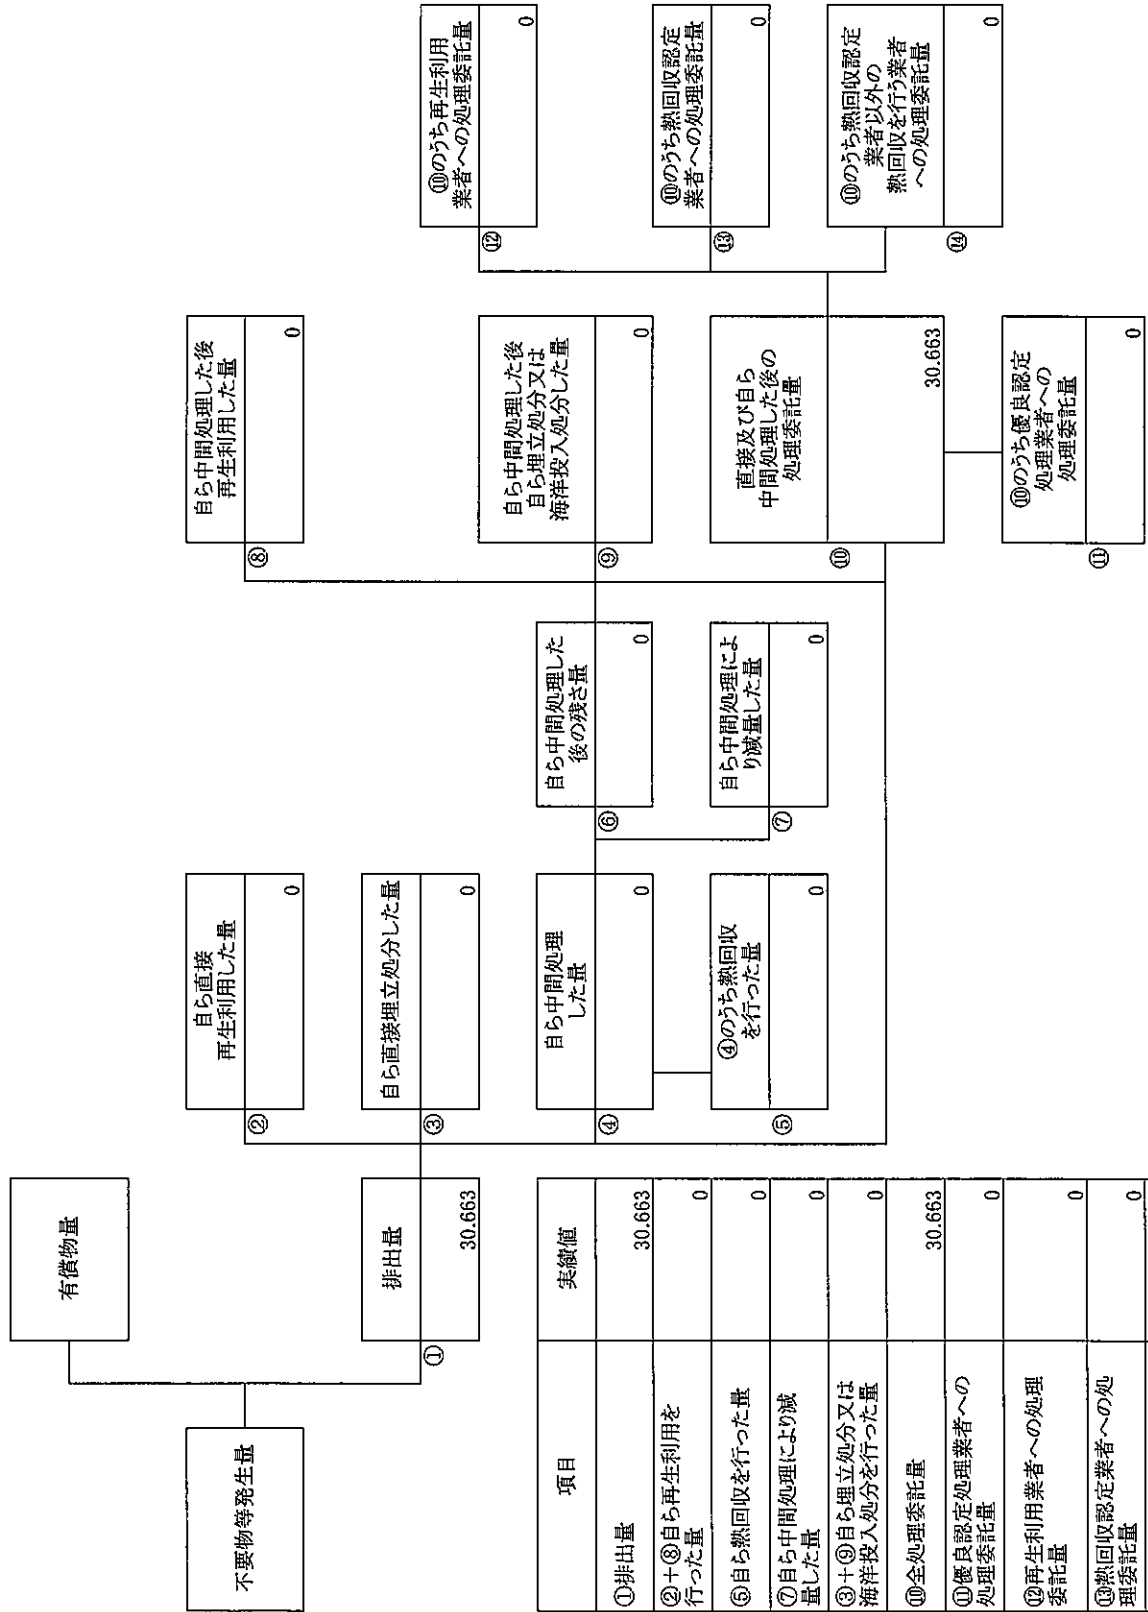 不要物等発生量
有償物量
排出量
①
30.663
自ら直接
再生利用した量
②
0
自ら直接埋立処分した量
③
0
自ら中間処理
した量
④
0
④のうち熱回収
を行った量
⑤
0
自ら中間処理した
後の残さ量
⑥
0
自ら中間処理によ
り減量した量
⑦
0
自ら中間処理した後
再生利用した量
⑧
0
自ら中間処理した後
自ら埋立処分又は
海洋投入処分した量
⑨
0
直接及び自ら
中間処理した後の
処理委託量
⑩
30.663
⑩のうち優良認定
処理業者への
処理委託量
⑪
0
⑩のうち再生利用
業者への処理委託量
⑫
0
⑩のうち熱回収認定
業者への処理委託量
⑬
0
⑩のうち熱回収認定
業者以外の
熱回収を行う業者
への処理委託量
⑭
0
項目 実績値
①排出量 30.663
②+⑧自ら再生利用を
行った量 0
⑤自ら熱回収を行った量 0
⑦自ら中間処理により減
量した量 0
③+⑨自ら埋立処分又は
海洋投入処分を行った量 0
⑩全処理委託量 30.663
⑪優良認定処理業者への
処理委託量 0
⑫再生利用業者への処理
委託量 0
⑬熱回収認定業者への処
理委託量 0